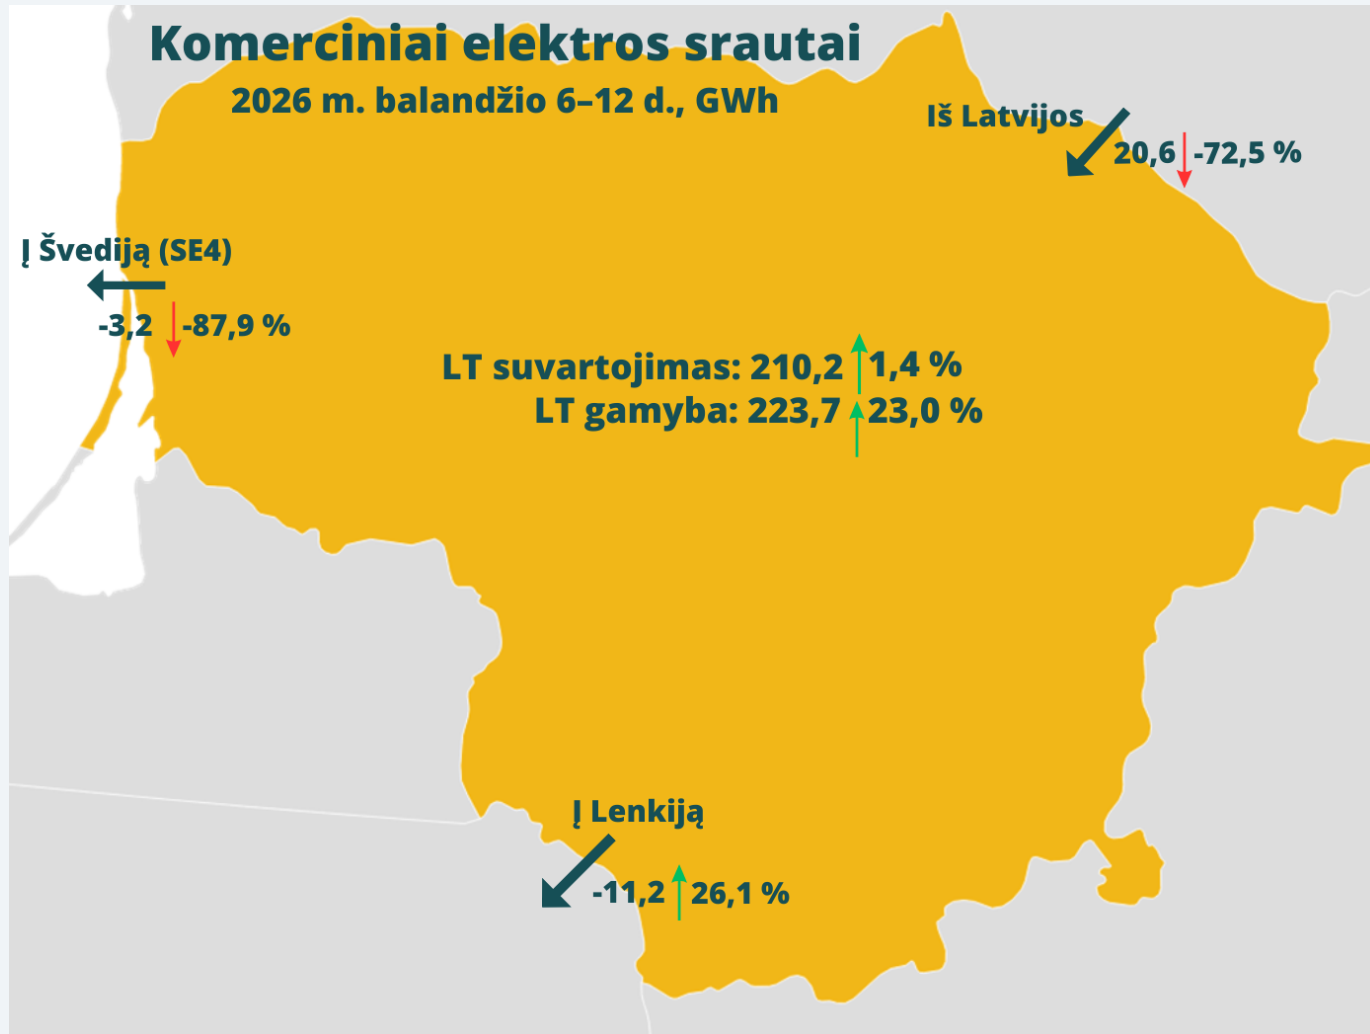 Komerciniai elektros srautai
2026 m. balandžio 6–12 d., GWh
Iš Latvijos
20,6 -72,5 %
Į Švediją (SE4)
-3,2 -87,9 %
LT suvartojimas: 210,2 1,4 %
LT gamyba: 223,7 23,0 %
Į Lenkiją
-11,2 26,1 %